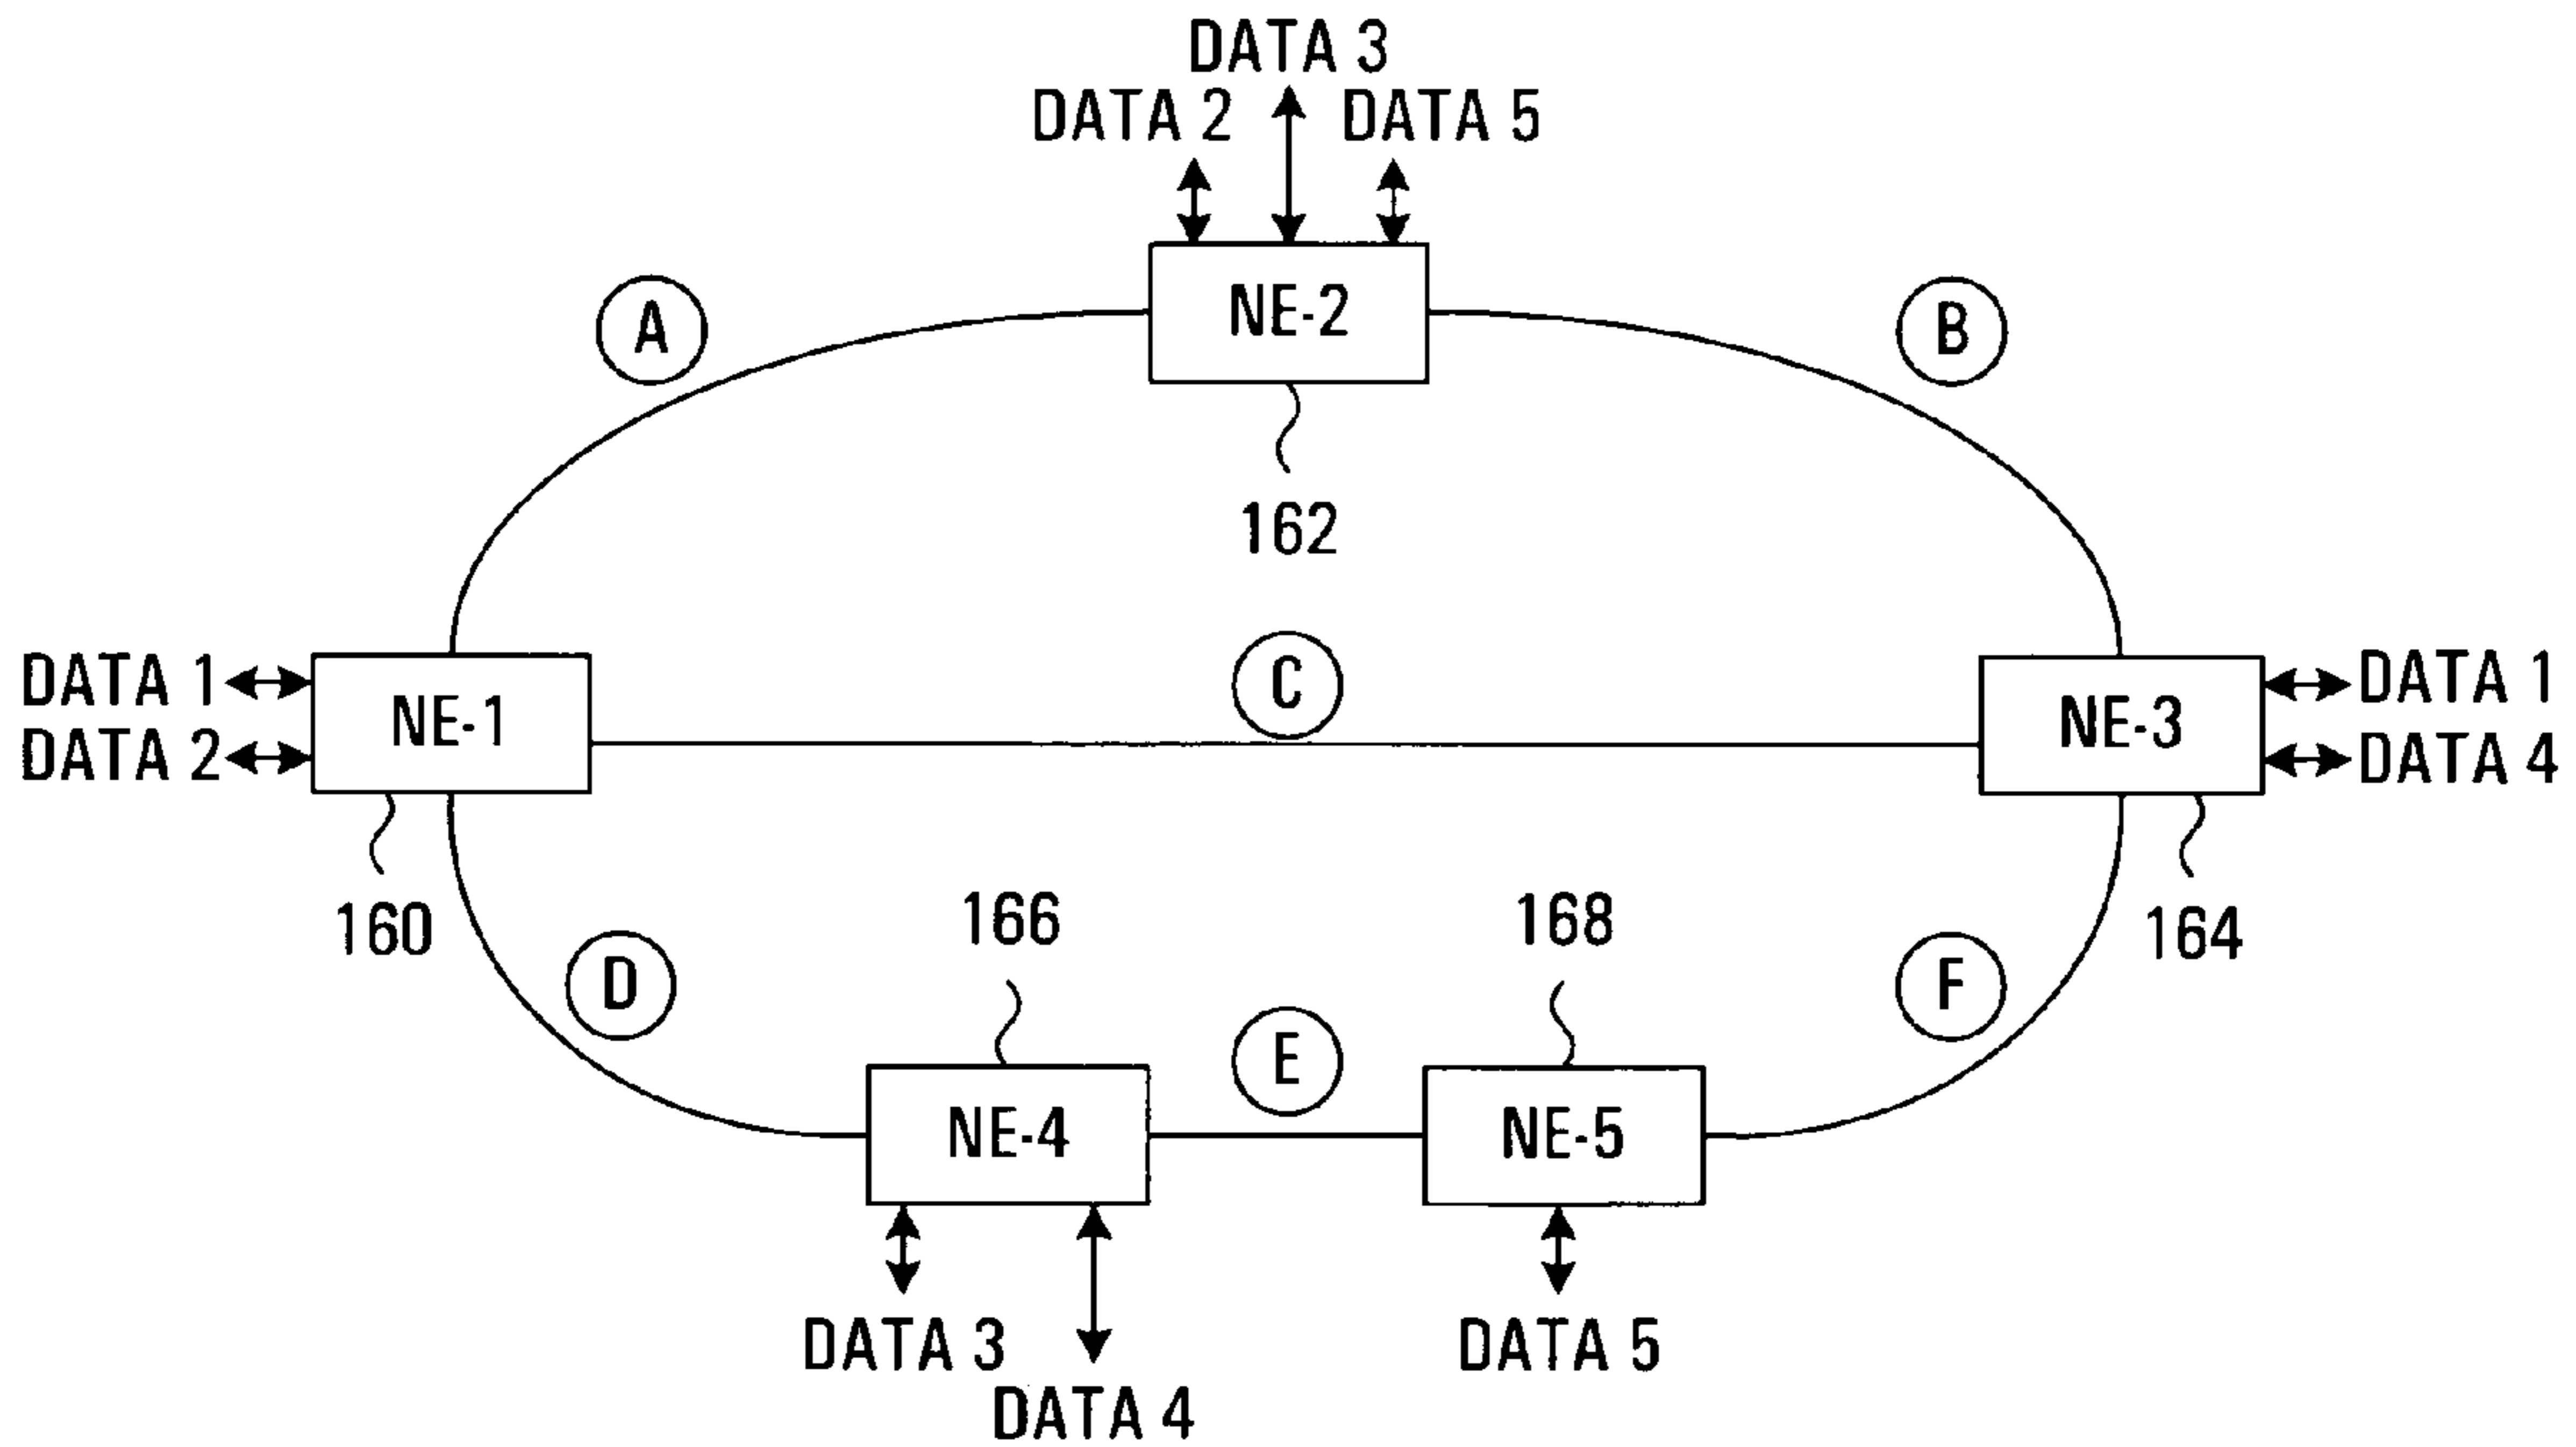 DATA 3
DATA 2
DATA 5
NE-2
A
B
162
C
DATA 1
DATA 2
NE-1
NE-3
DATA 1
DATA 4
160
166
168
164
D
E
F
NE-4
NE-5
DATA 3
DATA 4
DATA 5